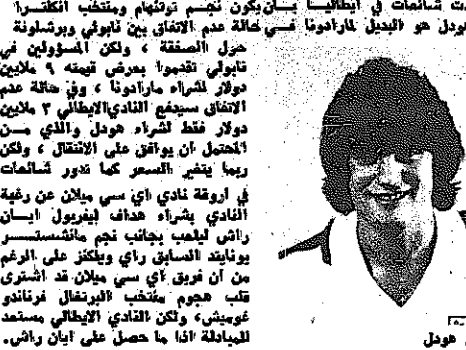 ت شائعات في ايطاليا بان يكون نجم توتنهام ومنتخب انكلترا
ودل هو البديل لمارادونا في حالة عدم الاتفاق بين نابولي وبرشلونة
حول الصفقة ، ولكن المسؤولين في
نابولي تقدموا بعرض قيمته ٩ ملايين
دولار لشراء مارادونا ، وفي حالة عدم
الاتفاق سيدفع النادي الايطالي ٣ ملايين
دولار فقط لشراء هودل والذي من
المحتمل ان يوافق على الانتقال ، ولكن
ربما يتغير السعر كما تدور شائعات
في أروقة نادي اي سي ميلان عن رغبة
النادي بشراء هداف ليفربول ايان
راش ليلعب بجانب نجم مانشستر
يونايتد السابق راي ويلكنز على الرغم
من أن فريق أي سي ميلان قد اشترى
قلب هجوم منتخب البرتغال فرناندو
غوميش، ولكن النادي الايطالي مستعد
للمبادلة اذا ما حصل على ايان راش.
هودل